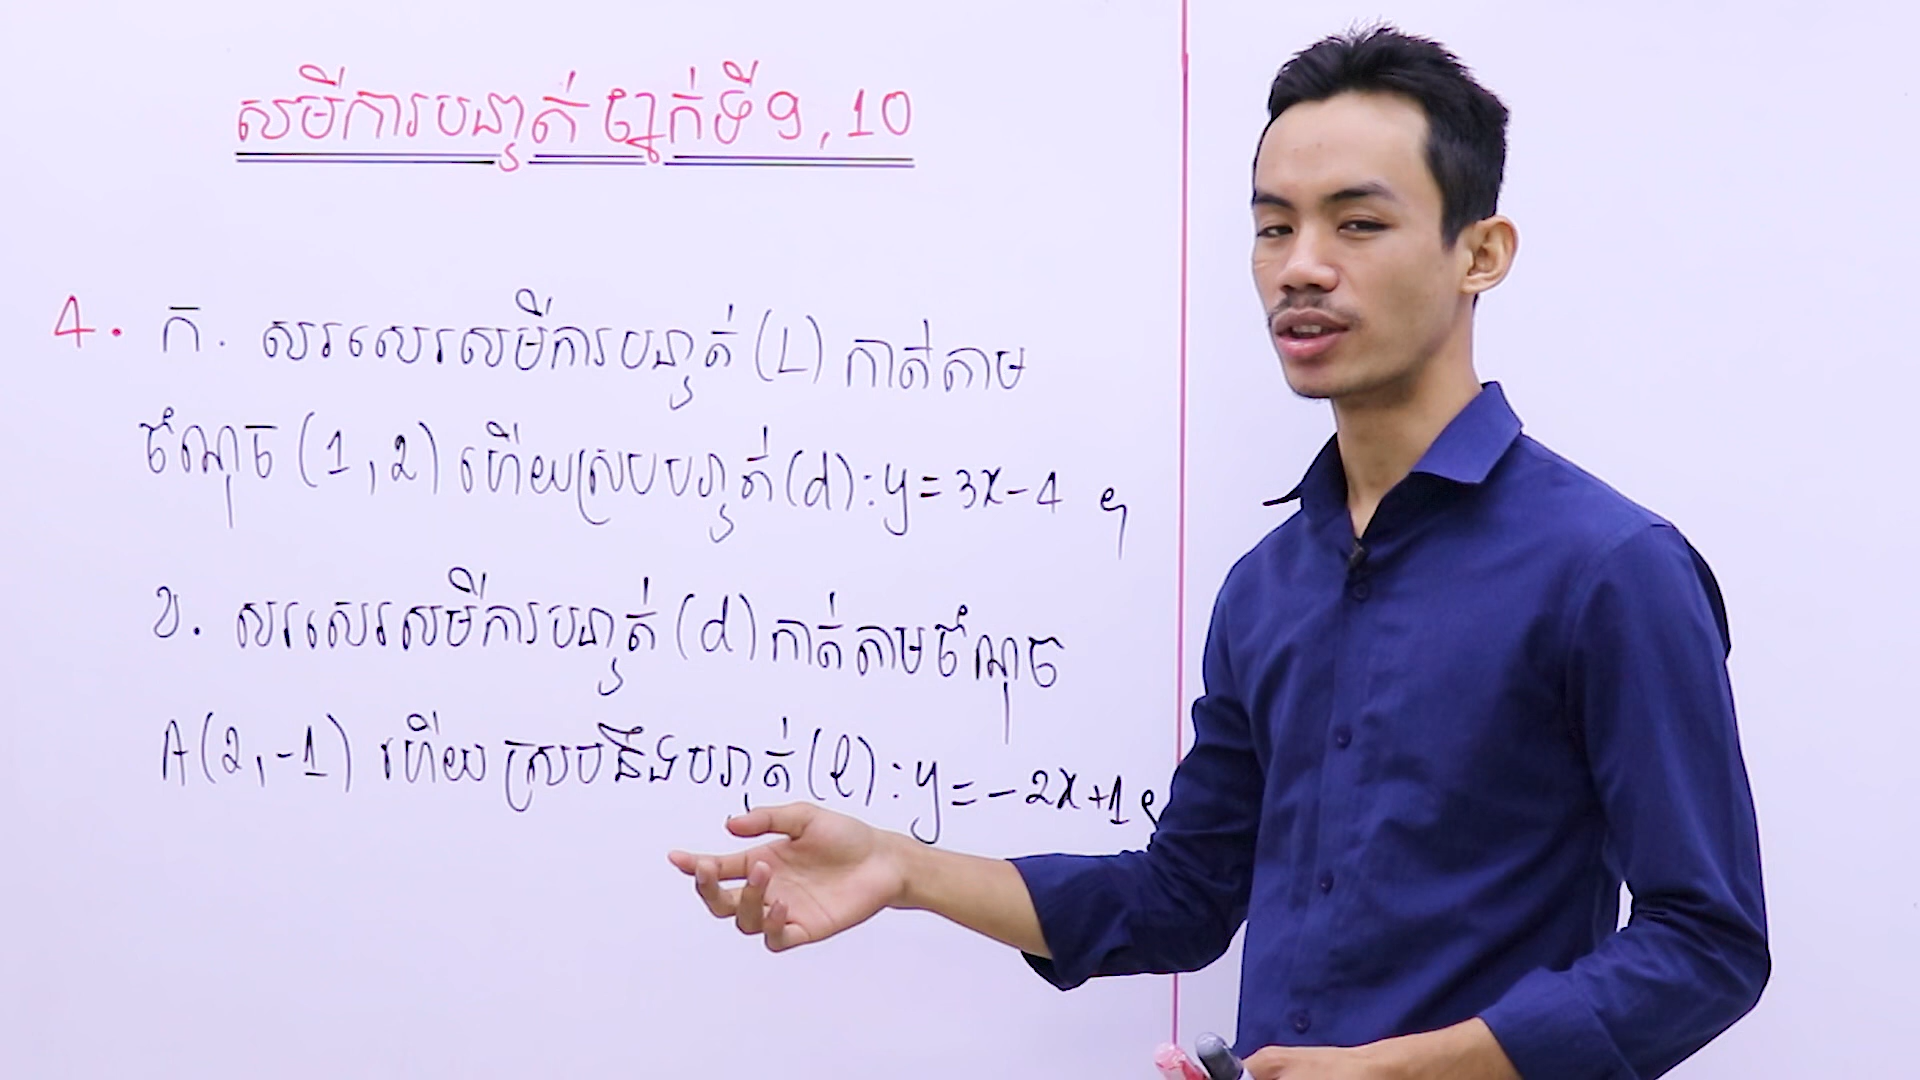 សមីការបន្ទាត់ ថ្នាក់ទី 9, 10
4. ក. សរសេរសមីការបន្ទាត់ (L) កាត់តាម
ចំណុច (1, 2) ហើយស្របបន្ទាត់ (d): y = 3x - 4 ។
ខ. សរសេរសមីការបន្ទាត់ (d) កាត់តាមចំណុច
A(2, -1) ហើយស្របនឹងបន្ទាត់ (ℓ): y = -2x + 1 ។